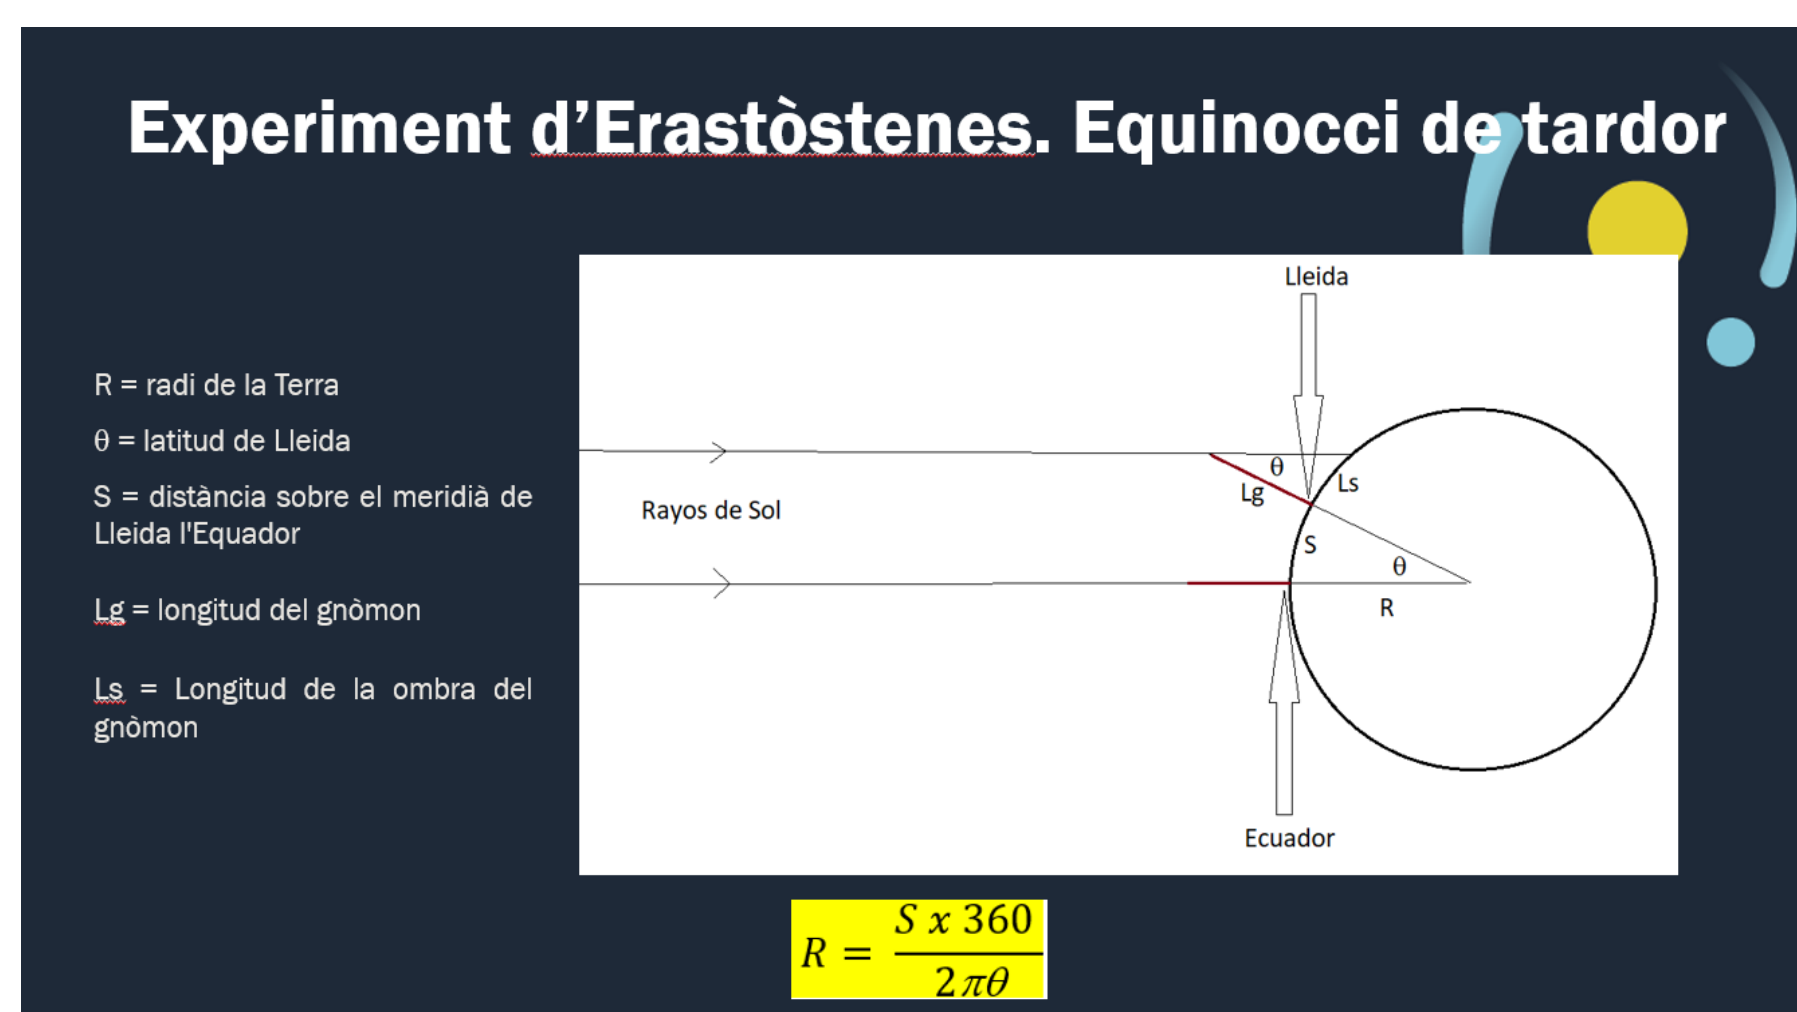 Experiment d’Erastòstenes. Equinocci de tardor
R = radi de la Terra
θ = latitud de Lleida
S = distància sobre el meridià de
Lleida l'Equador
Lg = longitud del gnòmon
Ls = Longitud de la ombra del
gnòmon
Lleida
θ
Lg
Ls
Rayos de Sol
S
θ
R
Ecuador
R = S x 360 / 2πθ